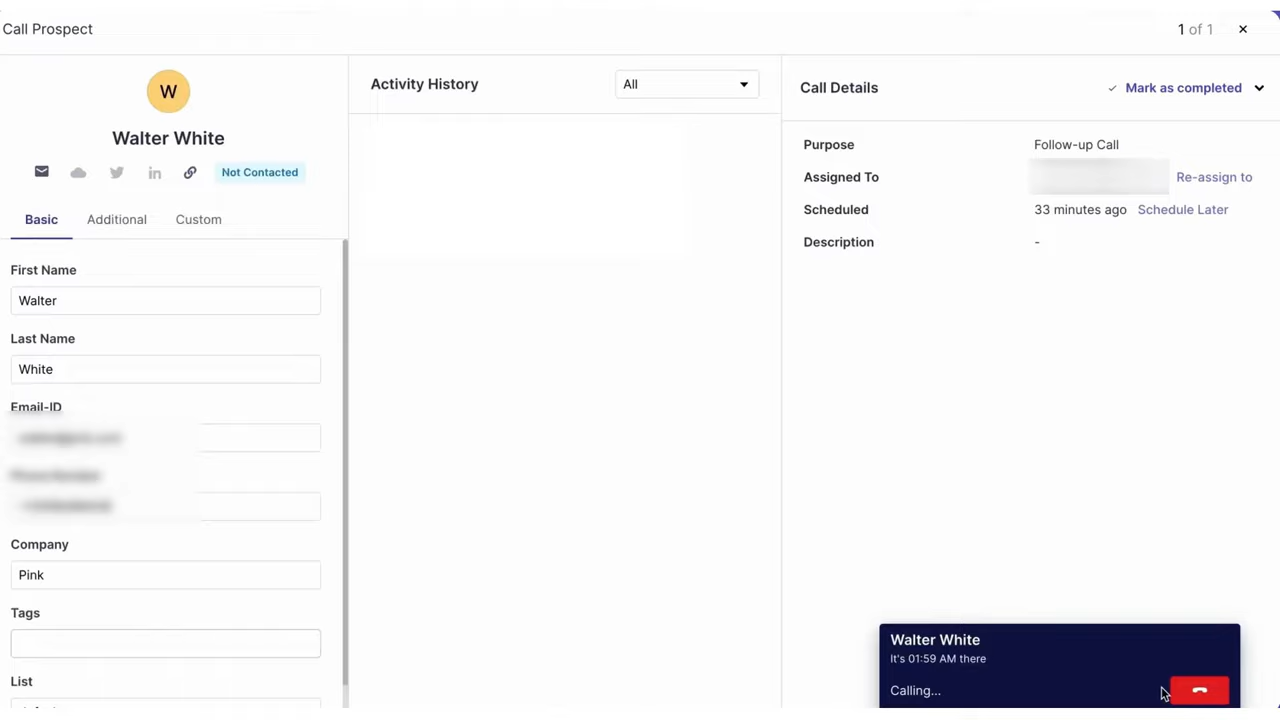 Call Prospect
1 of 1
W
Walter White
in
Not Contacted
Basic Additional Custom
First Name
Walter
Last Name
White
Email-ID
Company
Pink
Tags
List
Activity History
All
Call Details
Mark as completed
Purpose Follow-up Call
Assigned To Re-assign to
Scheduled 33 minutes ago Schedule Later
Description -
Walter White
It's 01:59 AM there
Calling...